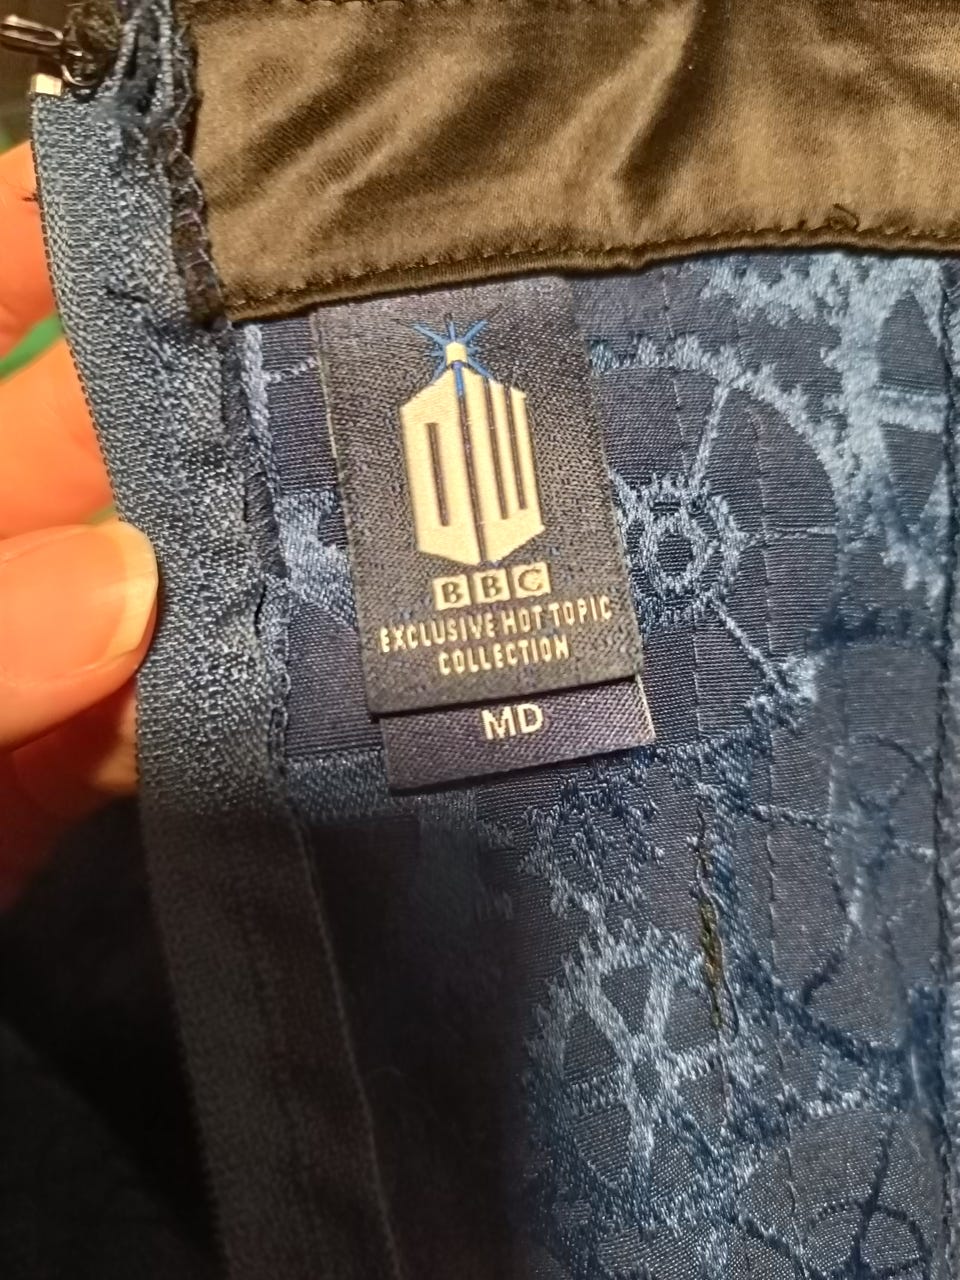 DW
BBC
EXCLUSIVE HOT TOPIC
COLLECTION
MD